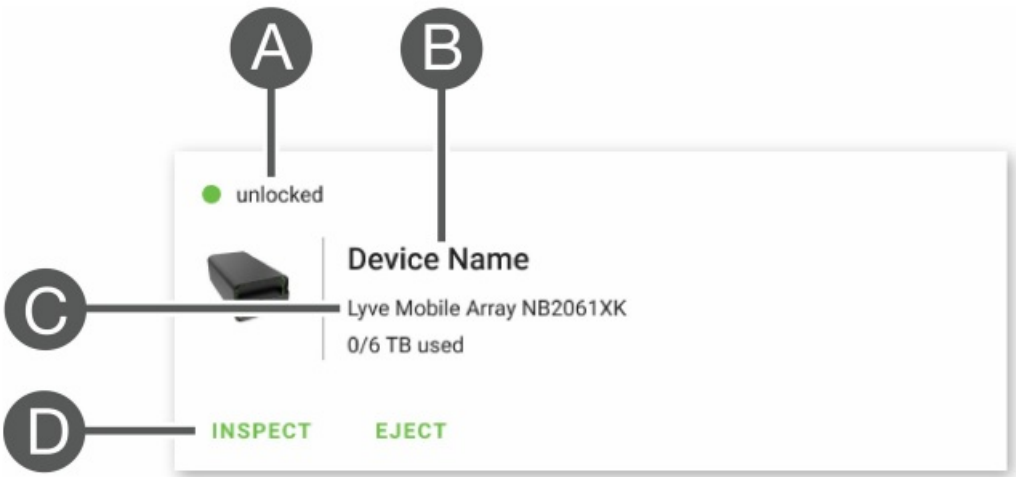 A
B
unlocked
Device Name
C
Lyve Mobile Array NB2061XK
0/6 TB used
D
INSPECT EJECT